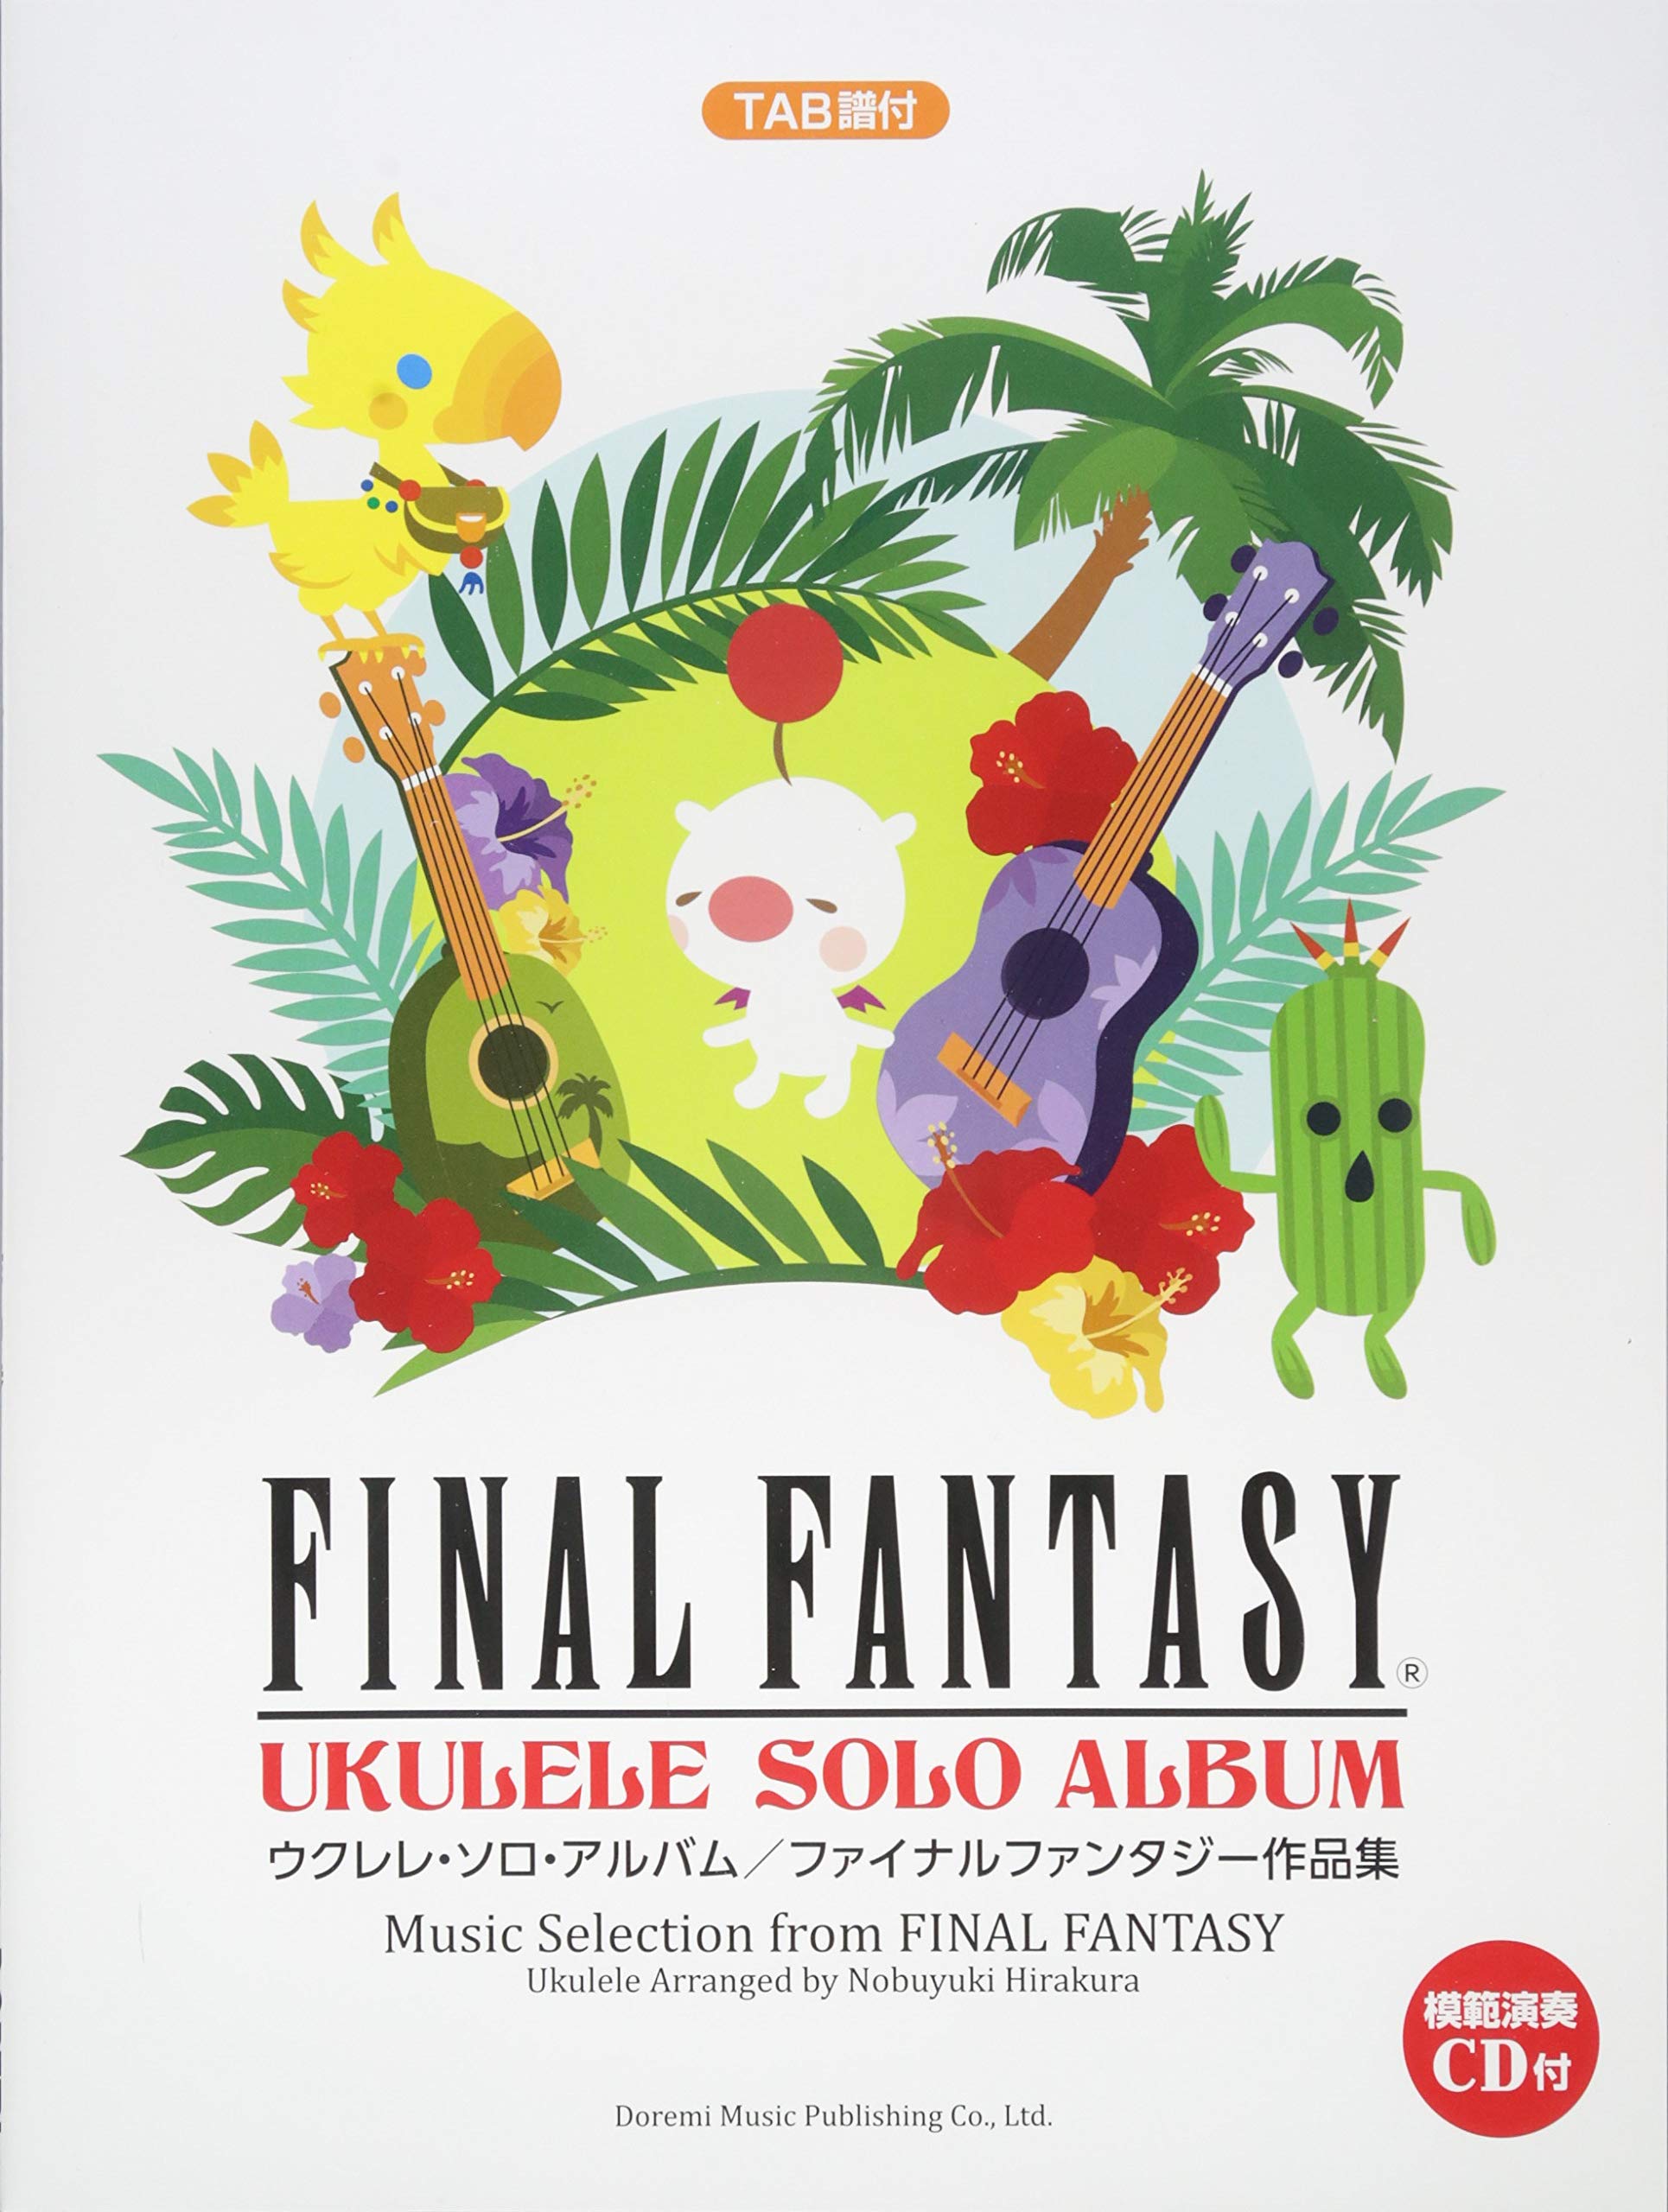 TAB譜付
FINAL FANTASY®
UKULELE SOLO ALBUM
ウクレレ・ソロ・アルバム／ファイナルファンタジー作品集
Music Selection from FINAL FANTASY
Ukulele Arranged by Nobuyuki Hirakura
模範演奏
CD付
Doremi Music Publishing Co., Ltd.